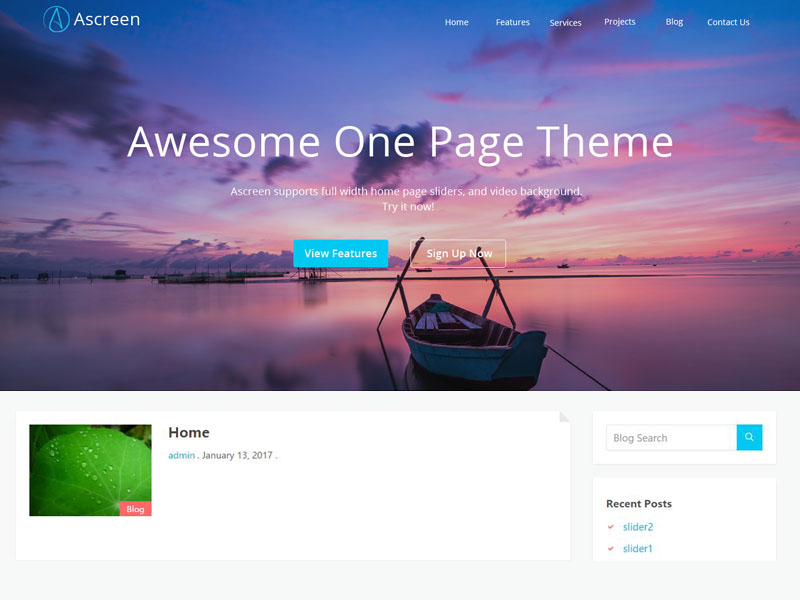 Ascreen
Home Features Services Projects Blog Contact Us
Awesome One Page Theme
Ascreen supports full width home page sliders, and video background.
Try it now!
View Features Sign Up Now
Home
admin . January 13, 2017 .
Blog
Blog Search
Recent Posts
slider2
slider1